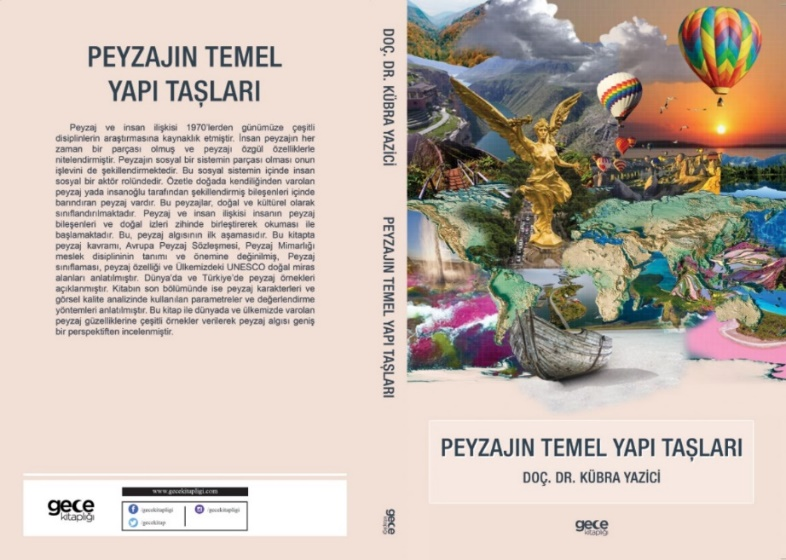 PEYZAJIN TEMEL
YAPI TAŞLARI
Peyzaj ve insan ilişkisi 1970'lerden günümüze çeşitli
disiplinlerin araştırmasına kaynaklık etmiştir. İnsan peyzajın her
zaman bir parçası olmuş ve peyzajı özgül özelliklerle
nitelendirmiştir. Peyzajın sosyal bir sistemin parçası olması onun
işlevini de şekillendirmektedir. Bu sosyal sistemin içinde insan
sosyal bir aktör rolündedir. Özetle doğada kendiliğinden varolan
peyzaj yada insanoğlu tarafından şekillendirmiş bileşenleri içinde
barındıran peyzaj vardır. Bu peyzajlar, doğal ve kültürel olarak
sınıflandırılmaktadır. Peyzaj ve insan ilişkisi insanın peyzaj
bileşenleri ve doğal izleri zihinde birleştirerek okuması ile
başlamaktadır. Bu, peyzaj algısının ilk aşamasıdır. Bu kitapta
peyzaj kavramı, Avrupa Peyzaj Sözleşmesi, Peyzaj Mimarlığı
meslek disiplininin tanımı ve önemine değinilmiş, Peyzaj
sınıflaması, peyzaj özelliği ve Ülkemizdeki UNESCO doğal miras
alanları anlatılmıştır. Dünya'da ve Türkiye'de peyzaj örnekleri
açıklanmıştır. Kitabın son bölümünde ise peyzaj karakterleri ve
görsel kalite analizinde kullanılan parametreler ve değerlendirme
yöntemleri anlatılmıştır. Bu kitap ile dünyada ve ülkemizde varolan
peyzaj güzelliklerine çeşitli örnekler verilerek peyzaj algısı geniş
bir perspektiften incelenmiştir.
gece
kitaplığı
www.gecekitapligi.com
/gecekitapligi
/gecekitapligi
/gecekitap
DOÇ. DR. KÜBRA YAZİCİ
PEYZAJIN TEMEL YAPI TAŞLARI
gece
kitaplığı
PEYZAJIN TEMEL YAPI TAŞLARI
DOÇ. DR. KÜBRA YAZİCİ
gece
kitaplığı